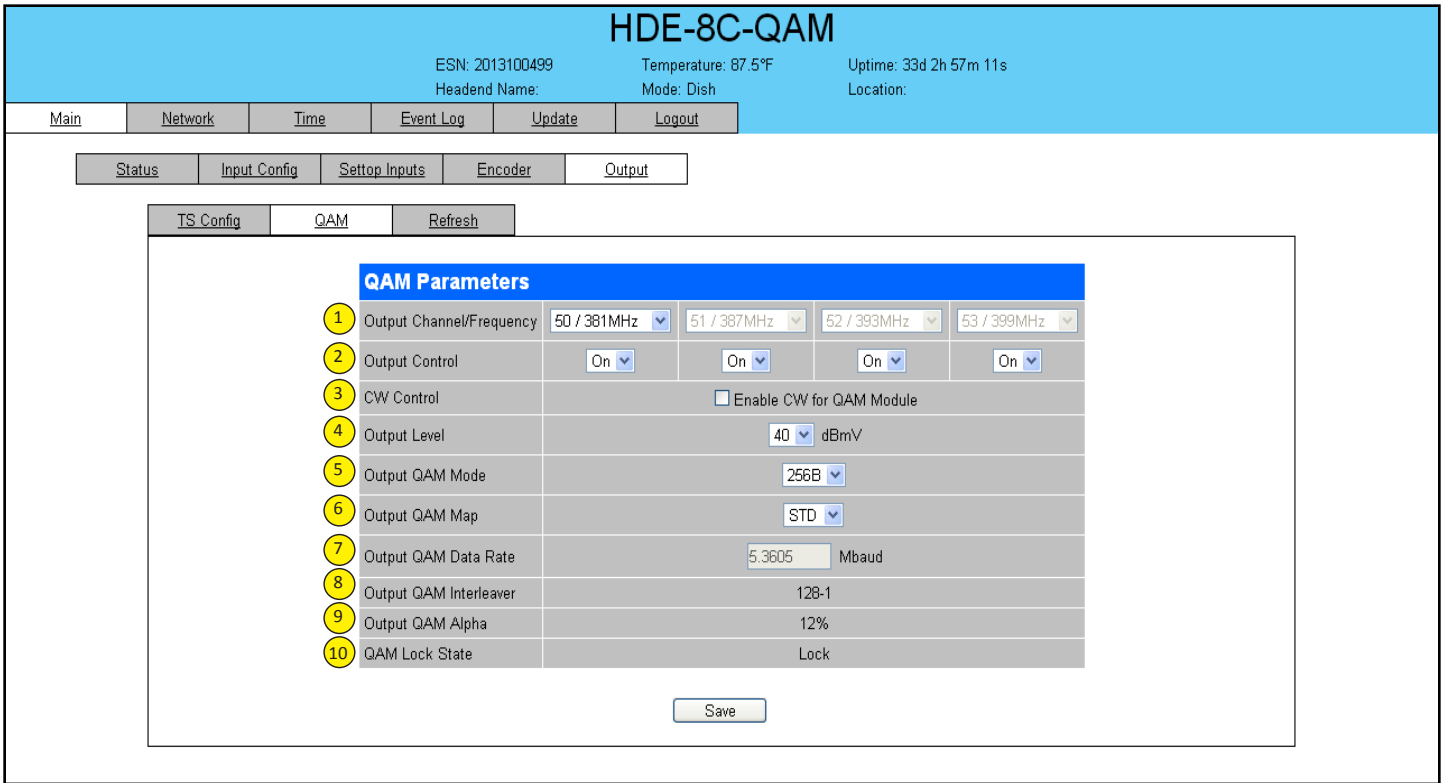 HDE-8C-QAM
ESN: 2013100499 Temperature: 87.5°F Uptime: 33d 2h 57m 11s
Headend Name: Mode: Dish Location:
Main Network Time Event Log Update Logout
Status Input Config Settop Inputs Encoder Output
TS Config QAM Refresh
QAM Parameters
1 Output Channel/Frequency 50 / 381MHz 51 / 387MHz 52 / 393MHz 53 / 399MHz
2 Output Control On On On On
3 CW Control Enable CW for QAM Module
4 Output Level 40 dBmV
5 Output QAM Mode 256B
6 Output QAM Map STD
7 Output QAM Data Rate 5.3605 Mbaud
8 Output QAM Interleaver 128-1
9 Output QAM Alpha 12%
10 QAM Lock State Lock
Save